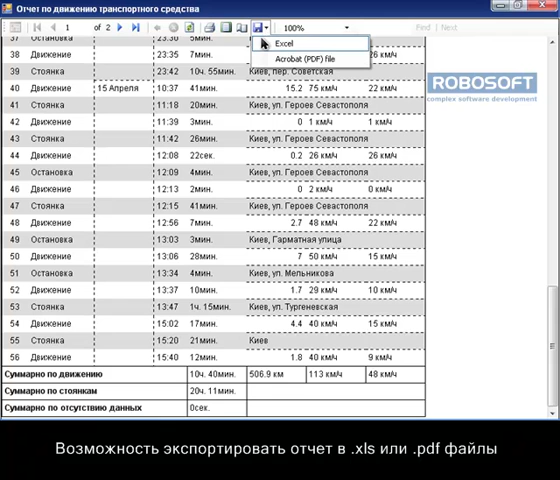 Отчет по движению транспортного средства
1 of 2 100% Find | Next
Excel
Acrobat (PDF) file
ROBOSOFT
complex software development
37 Остановка 23:30 5мин.
38 Движение 23:35 7мин. 26 км/ч
39 Стоянка 23:42 10ч. 55мин. Киев, пер. Советская
40 Движение 15 Апреля 10:37 41мин. 15.2 75 км/ч 22 км/ч
41 Стоянка 11:18 20мин. Киев, ул. Героев Севастополя
42 Движение 11:39 3мин. 0 1 км/ч 1 км/ч
43 Стоянка 11:42 26мин. Киев, ул. Героев Севастополя
44 Движение 12:08 22сек. 0.2 26 км/ч 26 км/ч
45 Остановка 12:09 4мин. Киев, ул. Героев Севастополя
46 Движение 12:13 2мин. 0 2 км/ч 0 км/ч
47 Стоянка 12:15 41мин. Киев, ул. Героев Севастополя
48 Движение 12:56 7мин. 2.7 48 км/ч 22 км/ч
49 Остановка 13:03 3мин. Киев, Гарматная улица
50 Движение 13:06 28мин. 7 50 км/ч 15 км/ч
51 Остановка 13:34 4мин. Киев, ул. Мельникова
52 Движение 13:37 10мин. 1.7 29 км/ч 10 км/ч
53 Стоянка 13:47 1ч. 15мин. Киев, ул. Тургеневская
54 Движение 15:02 17мин. 4.4 40 км/ч 15 км/ч
55 Стоянка 15:20 21мин. Киев
56 Движение 15:40 12мин. 1.8 40 км/ч 9 км/ч
Суммарно по движению 10ч. 40мин. 506.9 км 113 км/ч 48 км/ч
Суммарно по стоянкам 20ч. 11мин.
Суммарно по отсутствию данных 0сек.
Возможность экспортировать отчет в .xls или .pdf файлы